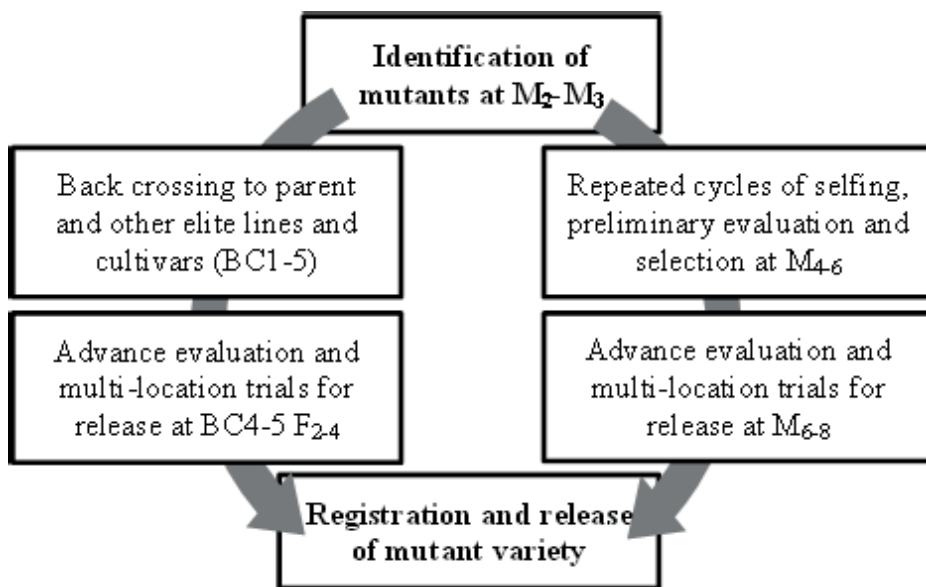 Identification of
mutants at M2-M3
Back crossing to parent
and other elite lines and
cultivars (BC1-5)
Repeated cycles of selfing,
preliminary evaluation and
selection at M4-6
Advance evaluation and
multi-location trials for
release at BC4-5 F2-4
Advance evaluation and
multi-location trials for
release at M6-8
Registration and release
of mutant variety